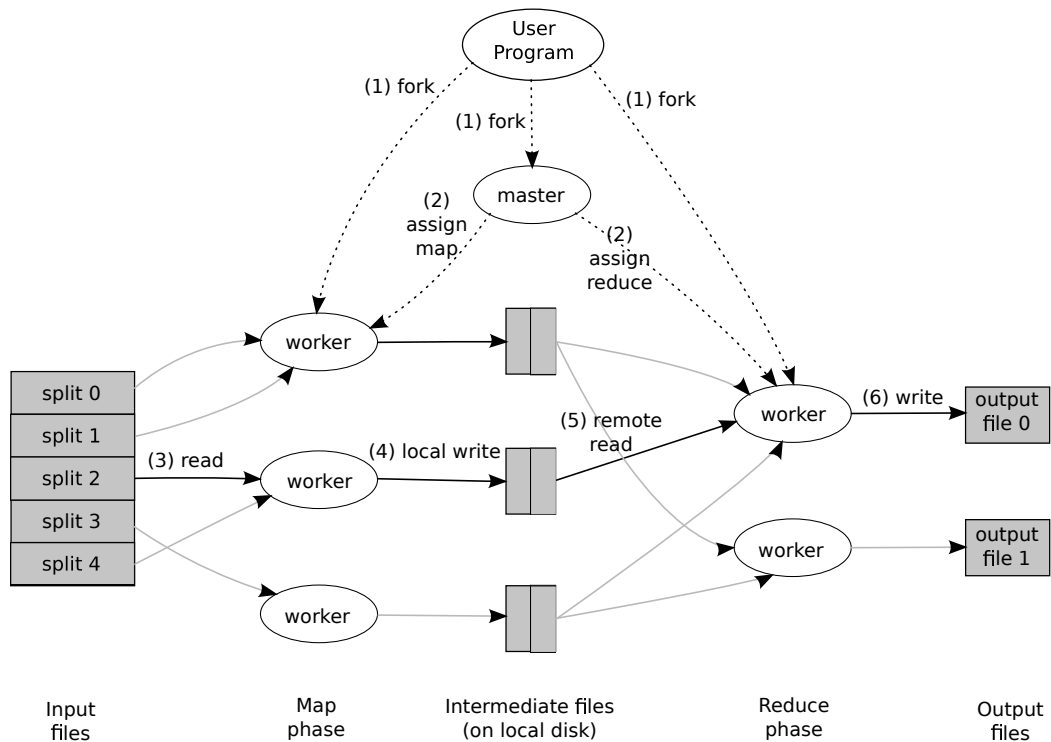 User
Program
(1) fork
(1) fork
(1) fork
master
(2)
assign
map
(2)
assign
reduce
worker
split 0
split 1
split 2
split 3
split 4
(3) read
worker
(4) local write
worker
(5) remote
read
worker
(6) write
output
file 0
worker
output
file 1
Input
files
Map
phase
Intermediate files
(on local disk)
Reduce
phase
Output
files